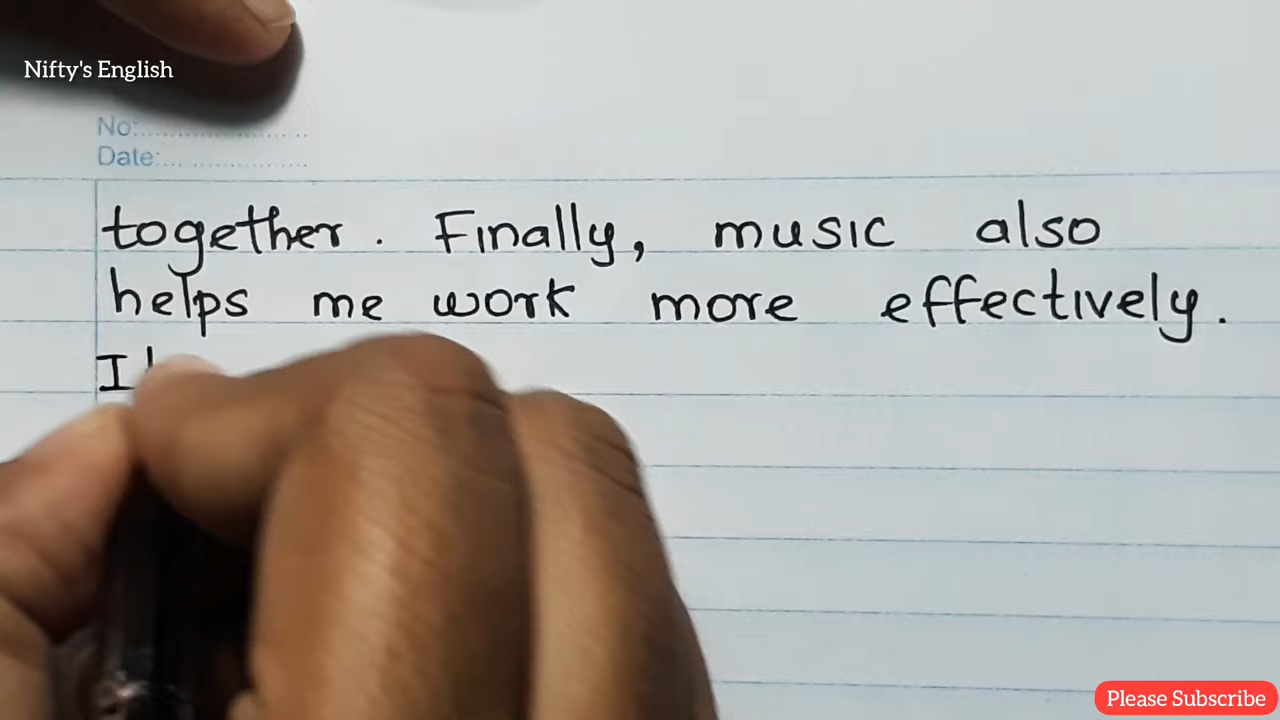 Nifty's English
No:
Date:
together. Finally, music also
helps me work more effectively.
Please Subscribe